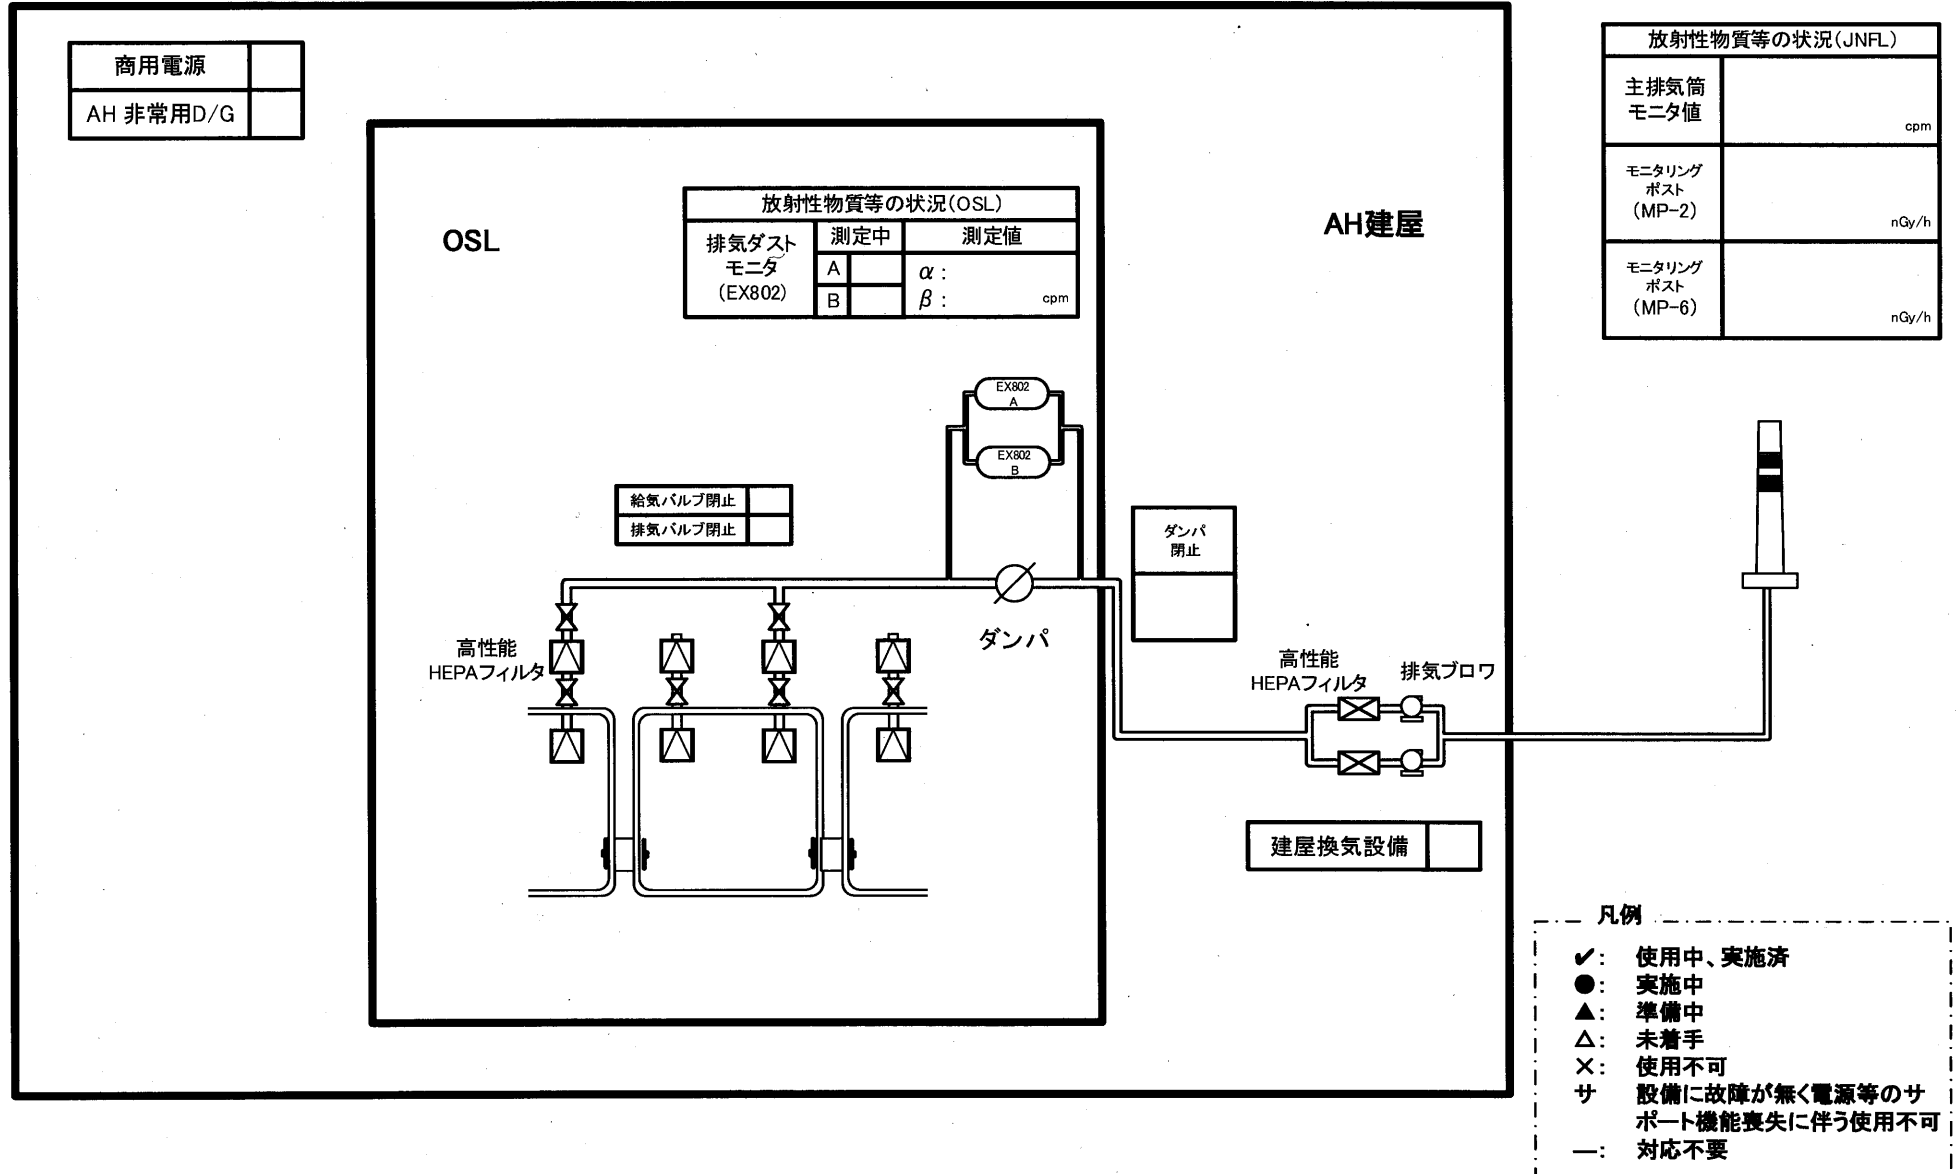 商用電源
AH 非常用D/G
放射性物質等の状況(JNFL)
主排気筒
モニタ値
cpm
モニタリング
ポスト
(MP-2)
nGy/h
モニタリング
ポスト
(MP-6)
nGy/h
OSL
放射性物質等の状況(OSL)
排気ダスト
モニタ
(EX802)
測定中
測定値
A
B
α :
β :
cpm
AH建屋
EX802
A
EX802
B
給気バルブ閉止
排気バルブ閉止
ダンパ
閉止
ダンパ
高性能
HEPAフィルタ
高性能
HEPAフィルタ
排気ブロワ
建屋換気設備
凡例
✔: 使用中、実施済
●: 実施中
▲: 準備中
△: 未着手
×: 使用不可
サ 設備に故障が無く電源等のサ
ポート機能喪失に伴う使用不可
―: 対応不要